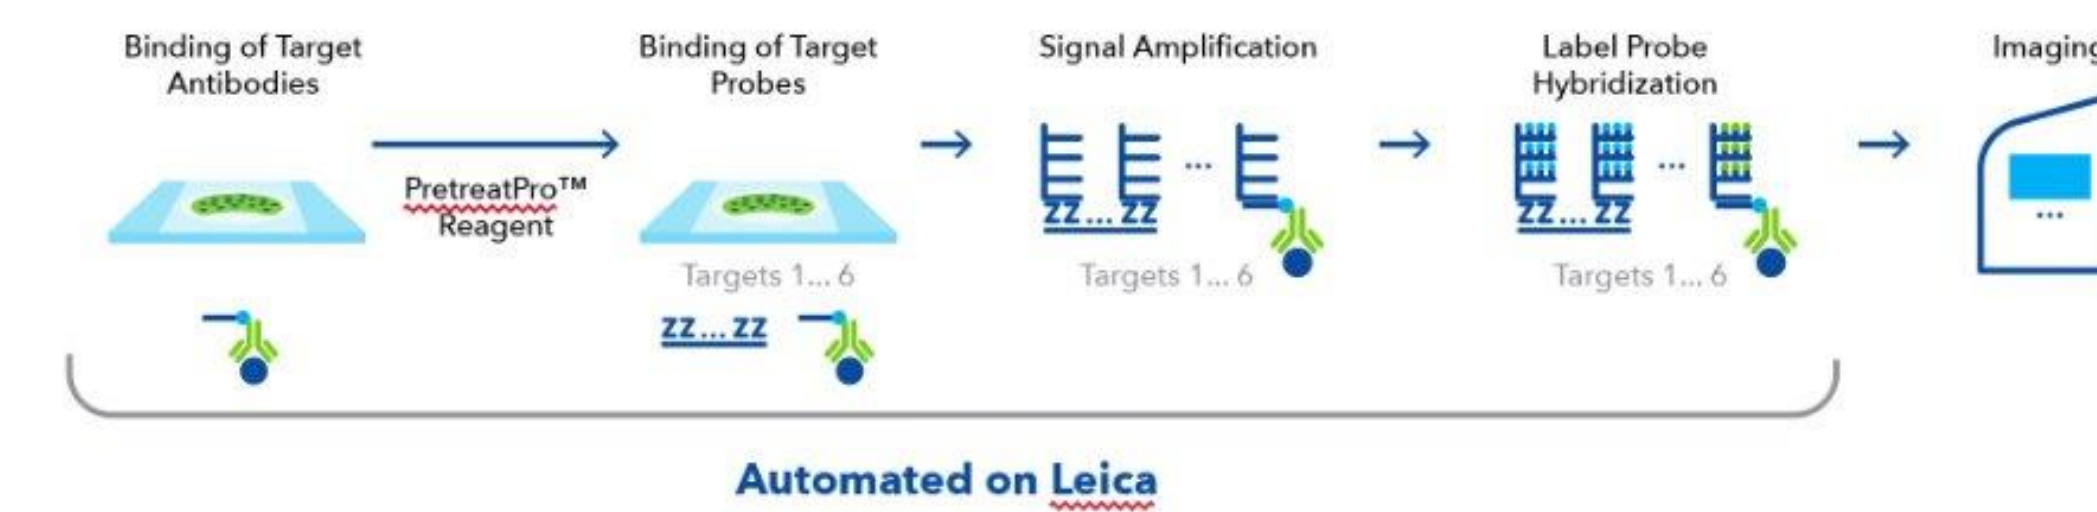 Binding of Target
Antibodies
PretreatPro™
Reagent
Binding of Target
Probes
Targets 1... 6
ZZ... ZZ
Signal Amplification
...
ZZ... ZZ
Targets 1... 6
Label Probe
Hybridization
...
ZZ... ZZ
Targets 1... 6
Imaging
...
Automated on Leica